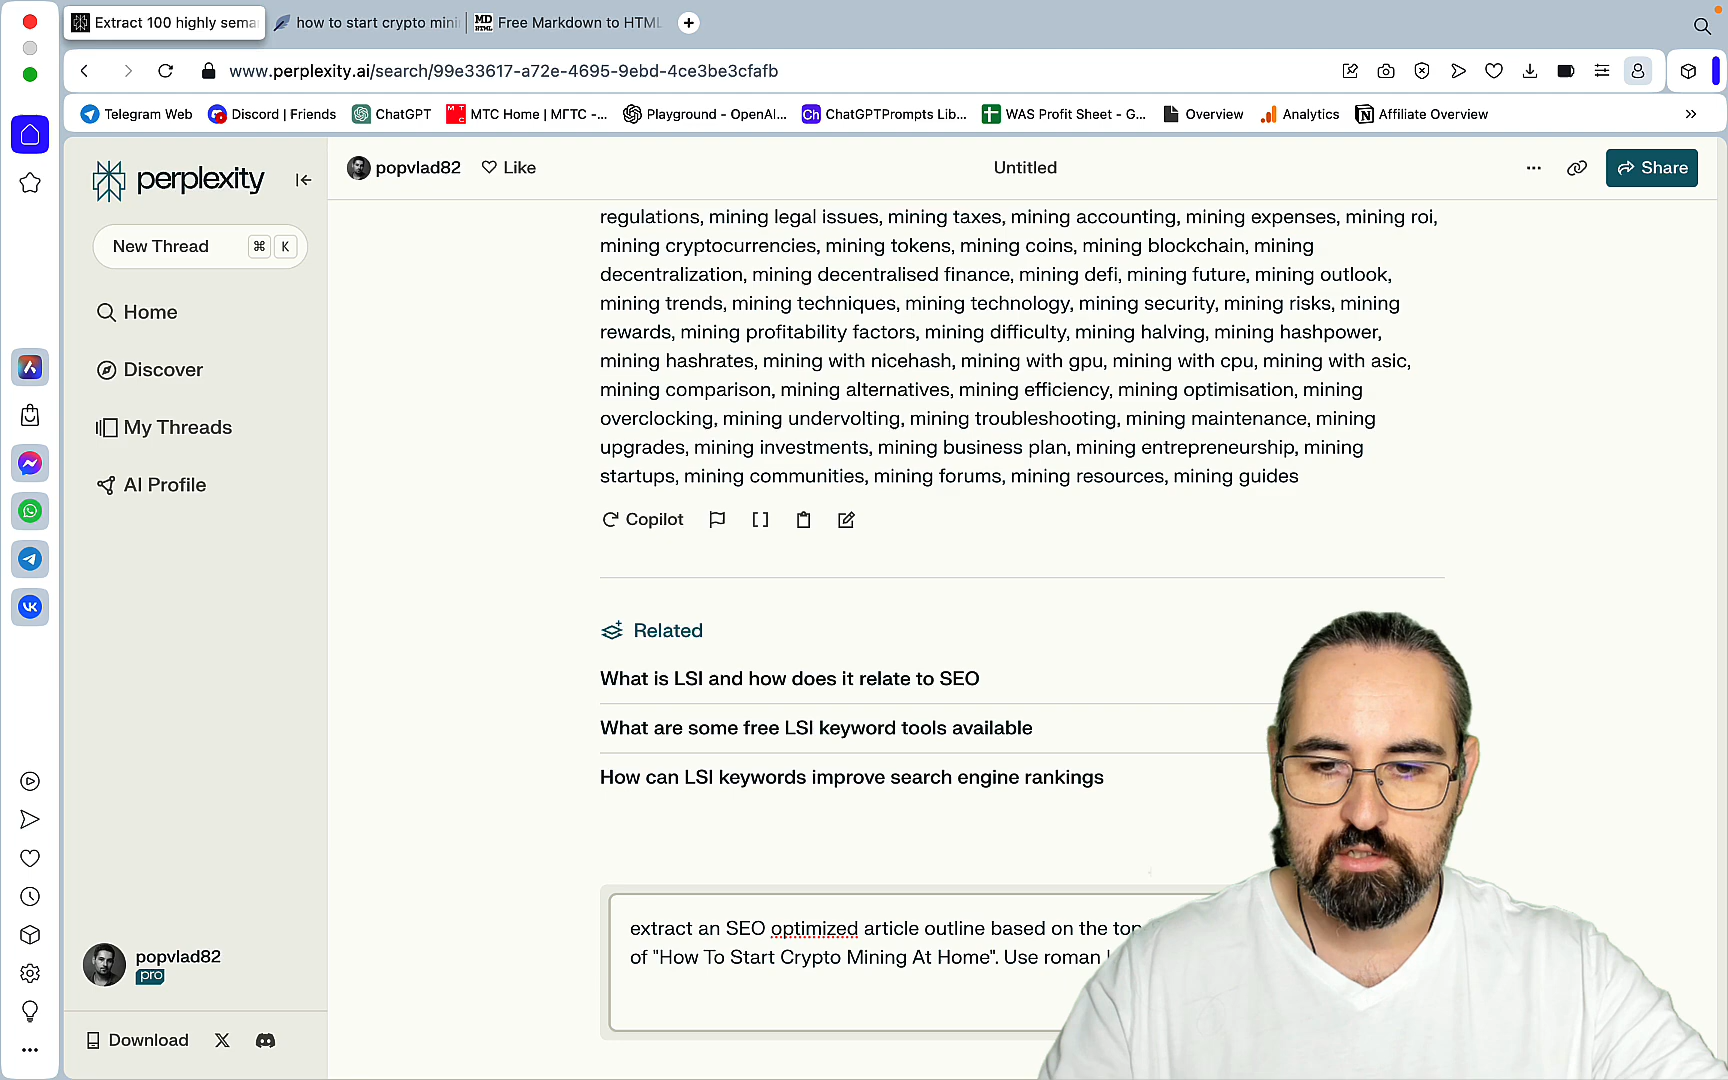 Extract 100 highly sema
how to start crypto mini
MD
HTML
Free Markdown to HTML
www.perplexity.ai/search/99e33617-a72e-4695-9ebd-4ce3be3cfafb
Telegram Web
Discord | Friends
ChatGPT
МТС Home | МГТС -...
Playground - OpenAI...
Ch
ChatGPTPrompts Lib...
WAS Profit Sheet - G...
Overview
Analytics
Affiliate Overview
perplexity
popvlad82
Like
Untitled
Share
New Thread
⌘ K
Home
Discover
My Threads
AI Profile
regulations, mining legal issues, mining taxes, mining accounting, mining expenses, mining roi,
mining cryptocurrencies, mining tokens, mining coins, mining blockchain, mining
decentralization, mining decentralised finance, mining defi, mining future, mining outlook,
mining trends, mining techniques, mining technology, mining security, mining risks, mining
rewards, mining profitability factors, mining difficulty, mining halving, mining hashpower,
mining hashrates, mining with nicehash, mining with gpu, mining with cpu, mining with asic,
mining comparison, mining alternatives, mining efficiency, mining optimisation, mining
overclocking, mining undervolting, mining troubleshooting, mining maintenance, mining
upgrades, mining investments, mining business plan, mining entrepreneurship, mining
startups, mining communities, mining forums, mining resources, mining guides
Copilot
Related
What is LSI and how does it relate to SEO
What are some free LSI keyword tools available
How can LSI keywords improve search engine rankings
extract an SEO optimized article outline based on the top
of "How To Start Crypto Mining At Home". Use roman
popvlad82
pro
Download